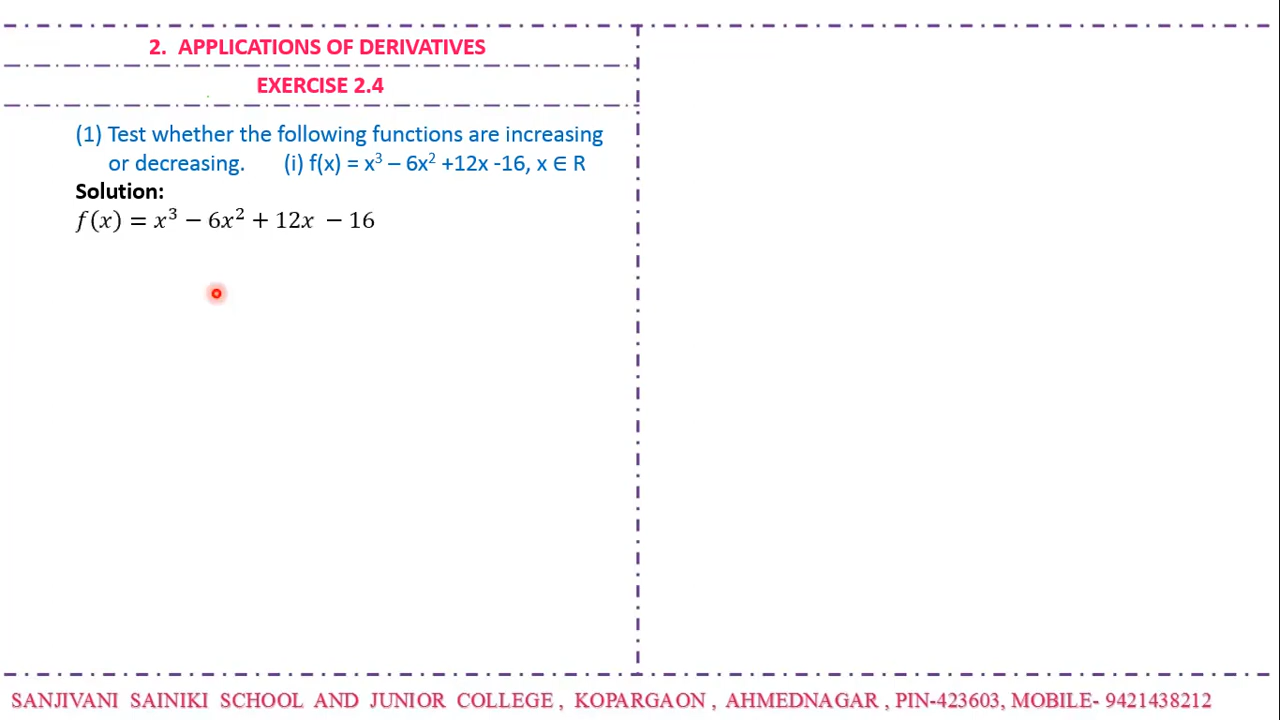 2. APPLICATIONS OF DERIVATIVES
EXERCISE 2.4
(1) Test whether the following functions are increasing
or decreasing. (i) f(x) = x³ – 6x² +12x -16, x ∈ R
Solution:
f(x) = x³ − 6x² + 12x − 16
SANJIVANI SAINIKI SCHOOL AND JUNIOR COLLEGE , KOPARGAON , AHMEDNAGAR , PIN-423603, MOBILE- 9421438212